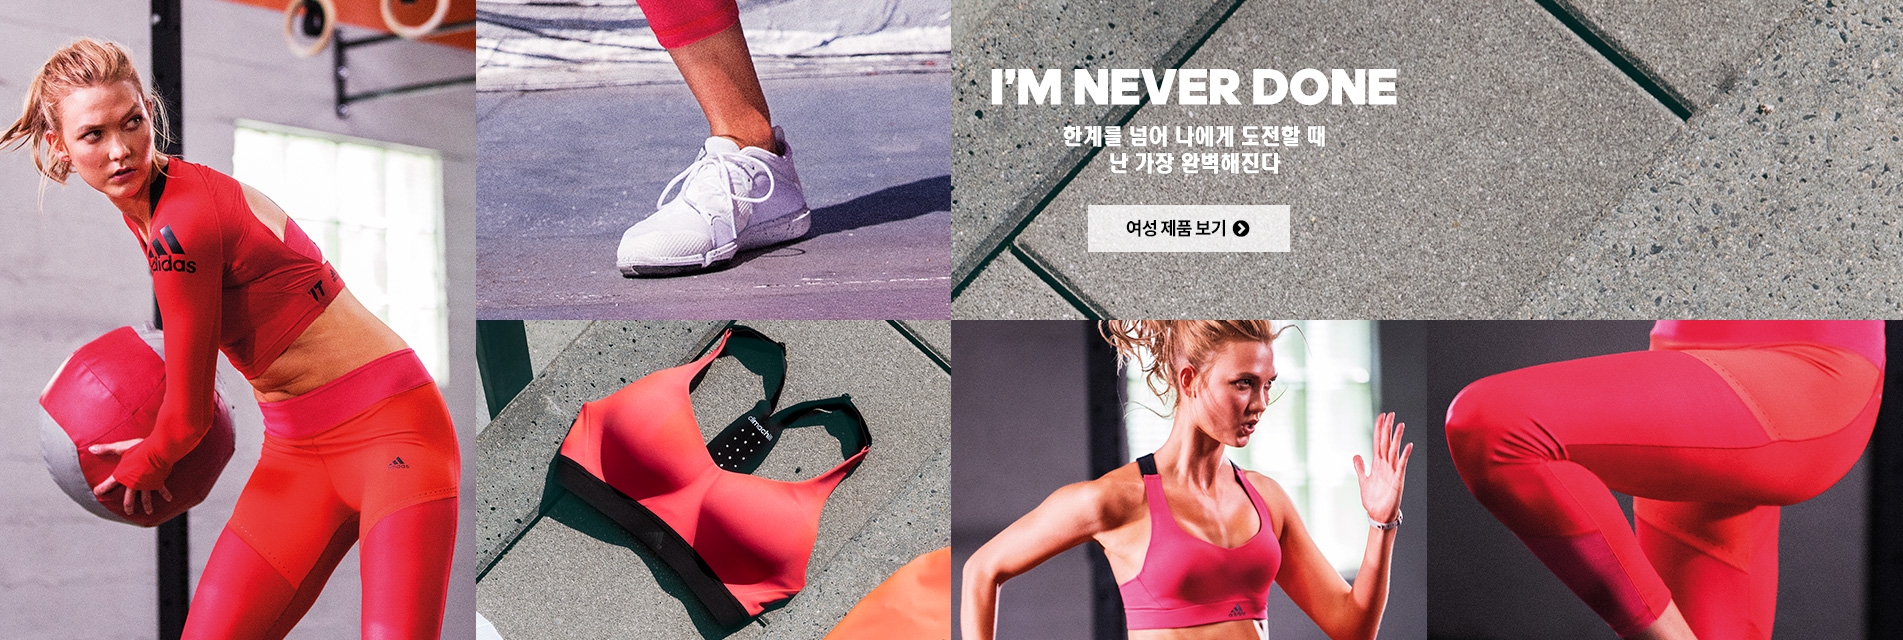 I'M NEVER DONE
한계를 넘어 나에게 도전할 때
난 가장 완벽해진다
여성 제품 보기
adidas
adidas
climachill